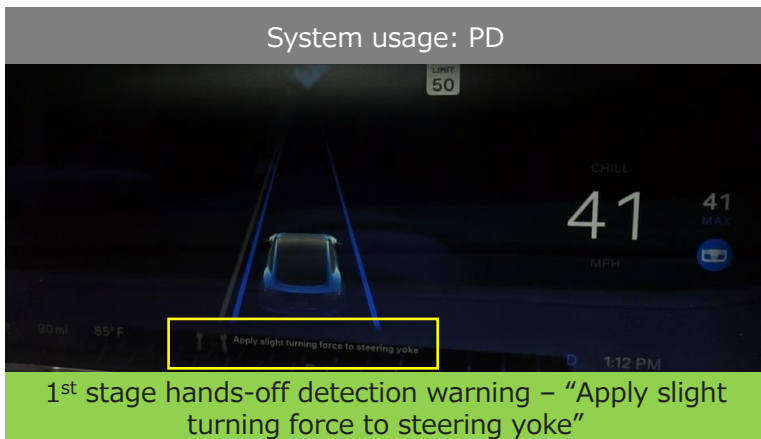 System usage: PD
LIMIT
50
CHILL
41
41
MAX
MPH
90 mi 85°F
Apply slight turning force to steering yoke
D 1:12 PM
1st stage hands-off detection warning – “Apply slight
turning force to steering yoke”